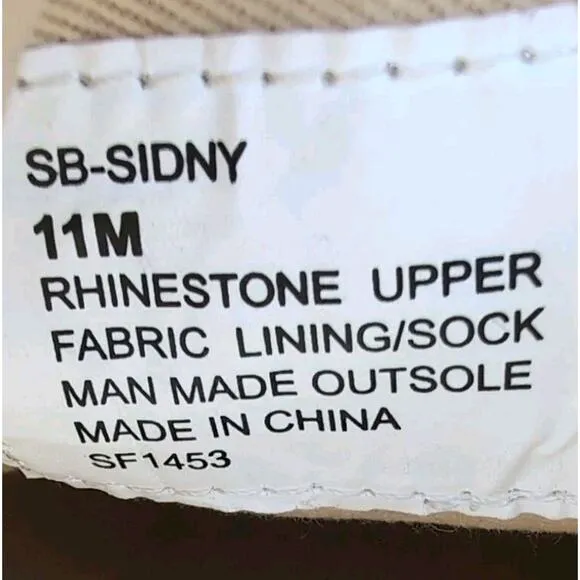 SB-SIDNY
11M
RHINESTONE UPPER
FABRIC LINING/SOCK
MAN MADE OUTSOLE
MADE IN CHINA
SF1453